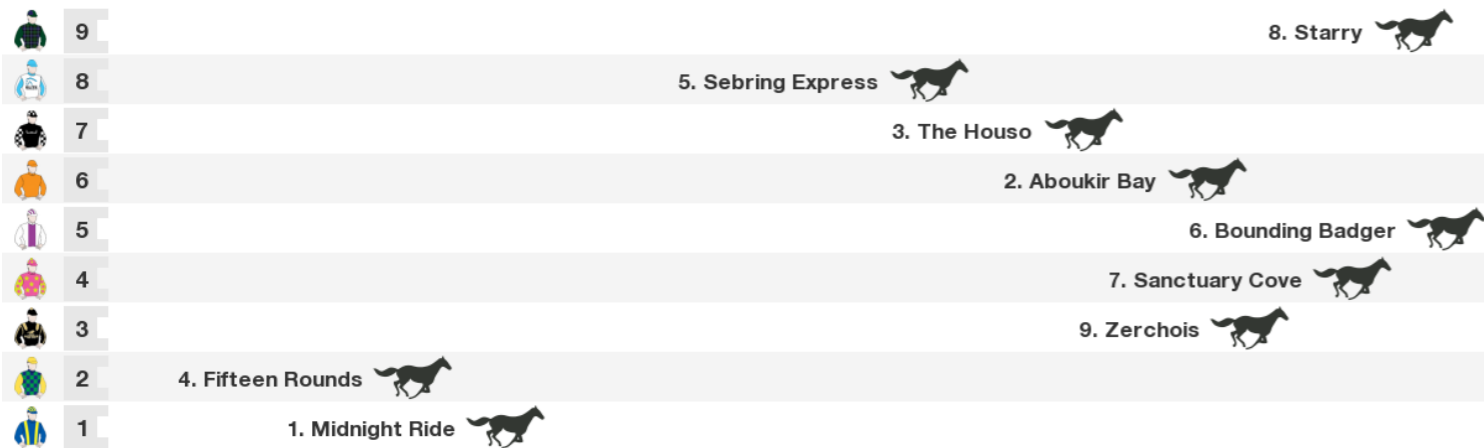 9 8. Starry
8 5. Sebring Express
7 3. The Houso
6 2. Aboukir Bay
5 6. Bounding Badger
4 7. Sanctuary Cove
3 9. Zerchois
2 4. Fifteen Rounds
1 1. Midnight Ride